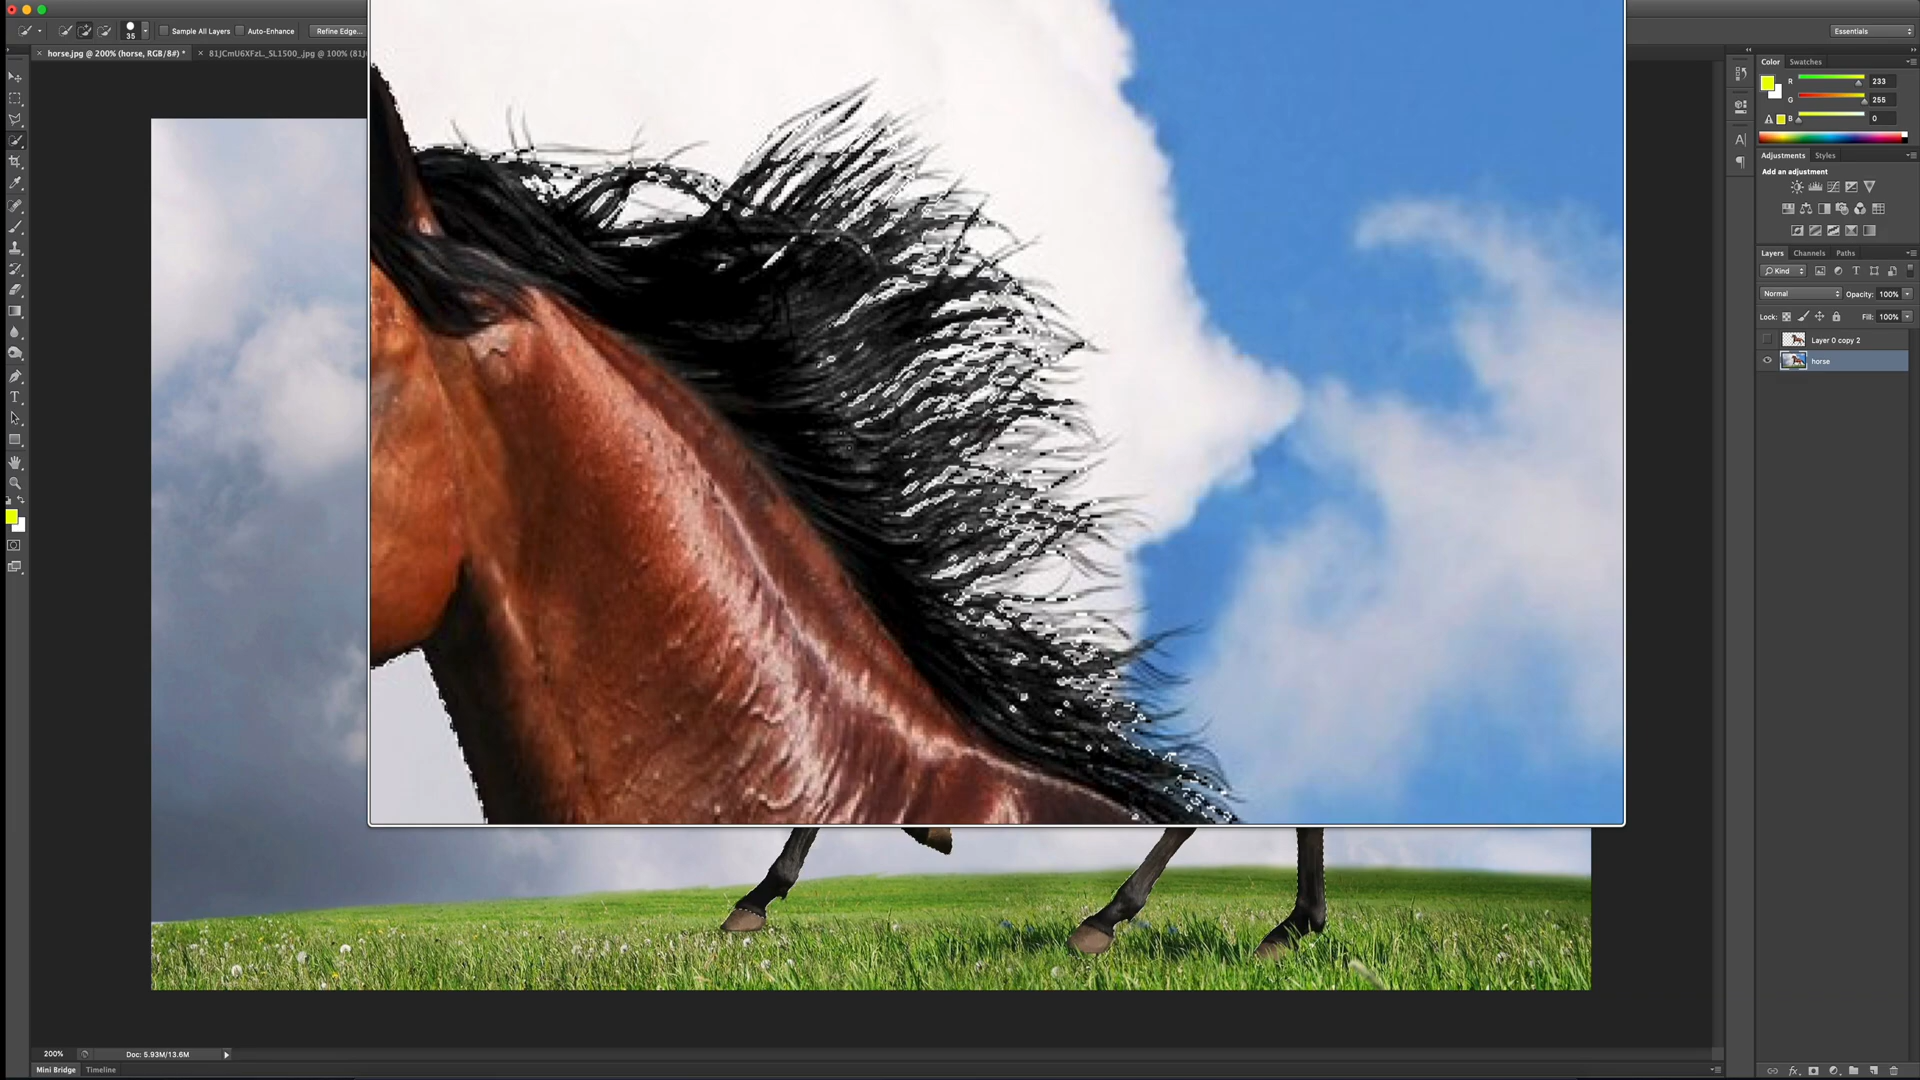 35
Sample All Layers
Auto-Enhance
Refine Edge...
Essentials
horse.jpg @ 200% (horse, RGB/8#) *
81JCmU6XFzL._SL1500_.jpg @ 100% (81J
Color
Swatches
R
233
G
255
B
0
Adjustments
Styles
Add an adjustment
Layers
Channels
Paths
Kind
Normal
Opacity: 100%
Lock:
Fill: 100%
Layer 0 copy 2
horse
200%
Doc: 5.93M/13.6M
Mini Bridge
Timeline